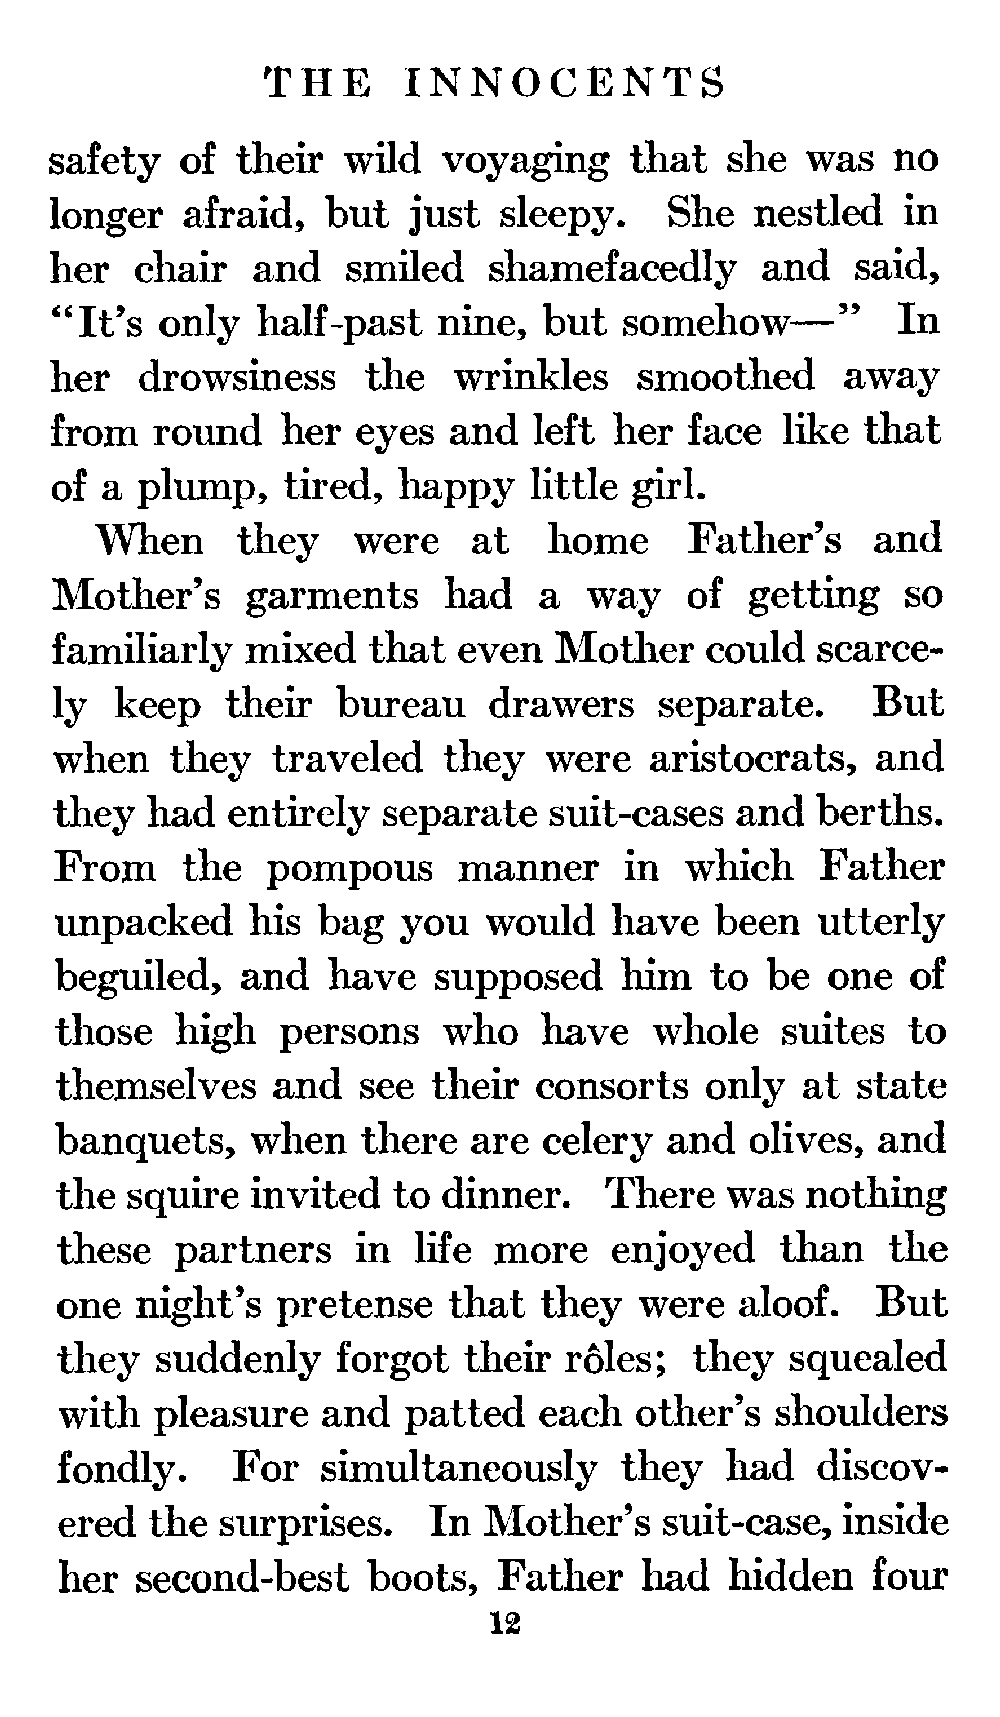 THE INNOCENTS
safety of their wild voyaging that she was no
longer afraid, but just sleepy. She nestled in
her chair and smiled shamefacedly and said,
“It’s only half-past nine, but somehow—” In
her drowsiness the wrinkles smoothed away
from round her eyes and left her face like that
of a plump, tired, happy little girl.
When they were at home Father’s and
Mother’s garments had a way of getting so
familiarly mixed that even Mother could scarce-
ly keep their bureau drawers separate. But
when they traveled they were aristocrats, and
they had entirely separate suit-cases and berths.
From the pompous manner in which Father
unpacked his bag you would have been utterly
beguiled, and have supposed him to be one of
those high persons who have whole suites to
themselves and see their consorts only at state
banquets, when there are celery and olives, and
the squire invited to dinner. There was nothing
these partners in life more enjoyed than the
one night’s pretense that they were aloof. But
they suddenly forgot their rôles; they squealed
with pleasure and patted each other’s shoulders
fondly. For simultaneously they had discov-
ered the surprises. In Mother’s suit-case, inside
her second-best boots, Father had hidden four
12